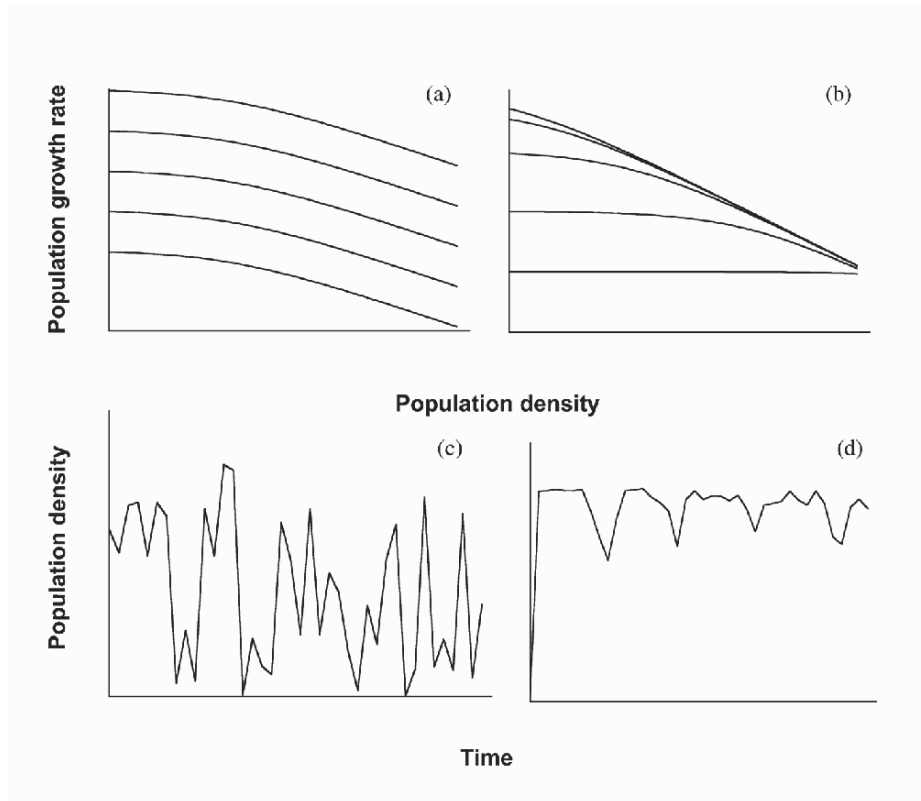 (a)
(b)
Population growth rate
Population density
(c)
(d)
Population density
Time